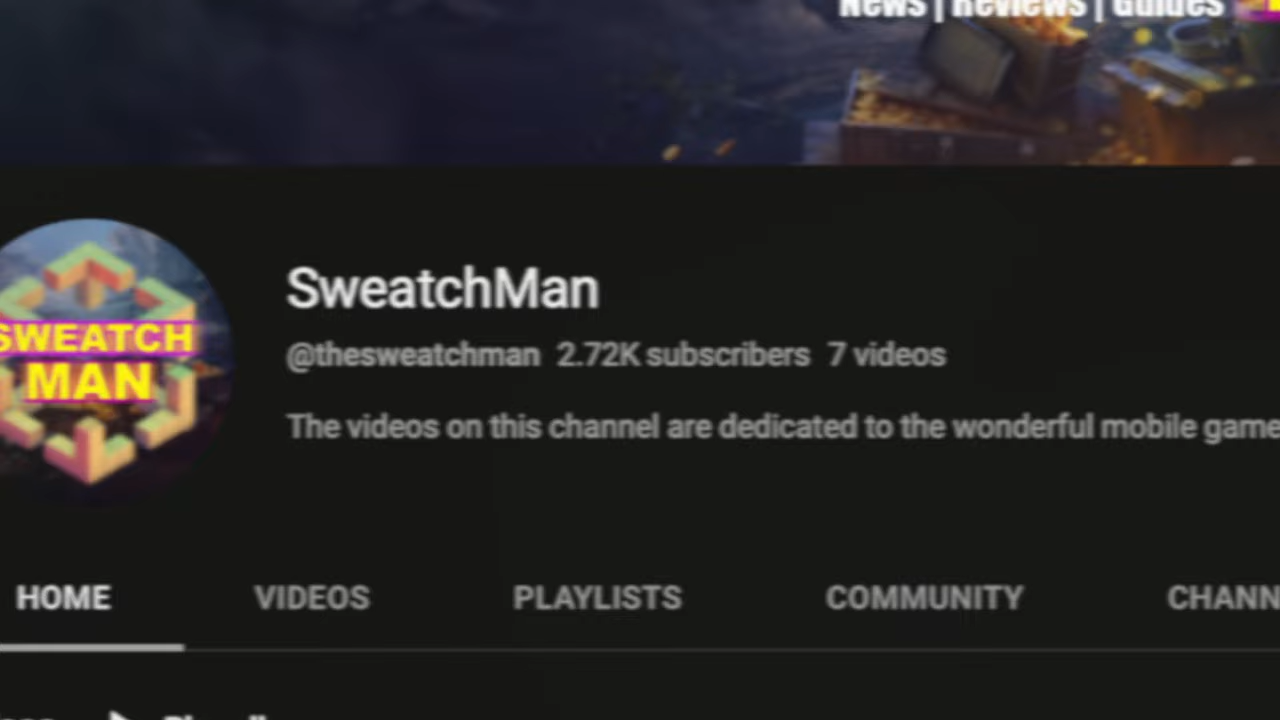 News | Reviews | Guides
SWEATCH
MAN
SweatchMan
@thesweatchman 2.72K subscribers 7 videos
The videos on this channel are dedicated to the wonderful mobile game
HOME VIDEOS PLAYLISTS COMMUNITY CHANN